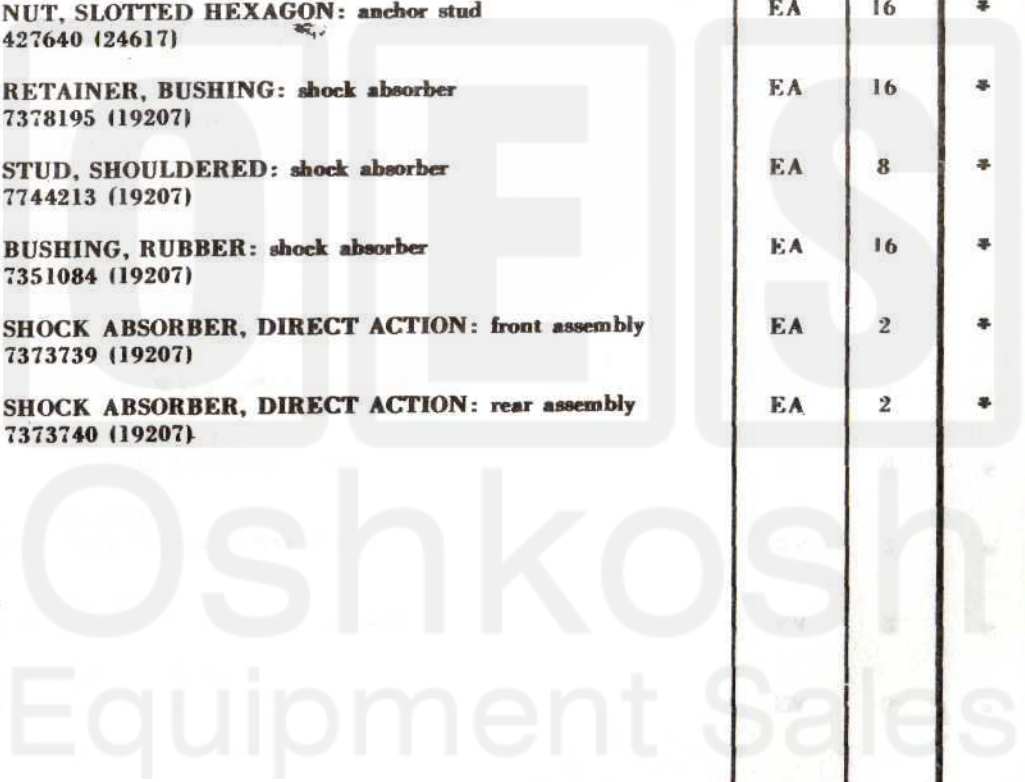 NUT, SLOTTED HEXAGON: anchor stud EA 16 *
427640 (24617)
RETAINER, BUSHING: shock absorber EA 16 *
7378195 (19207)
STUD, SHOULDERED: shock absorber EA 8 *
7744213 (19207)
BUSHING, RUBBER: shock absorber EA 16 *
7351084 (19207)
SHOCK ABSORBER, DIRECT ACTION: front assembly EA 2 *
7373739 (19207)
SHOCK ABSORBER, DIRECT ACTION: rear assembly EA 2 *
7373740 (19207)
OES
Oshkosh
Equipment Sales